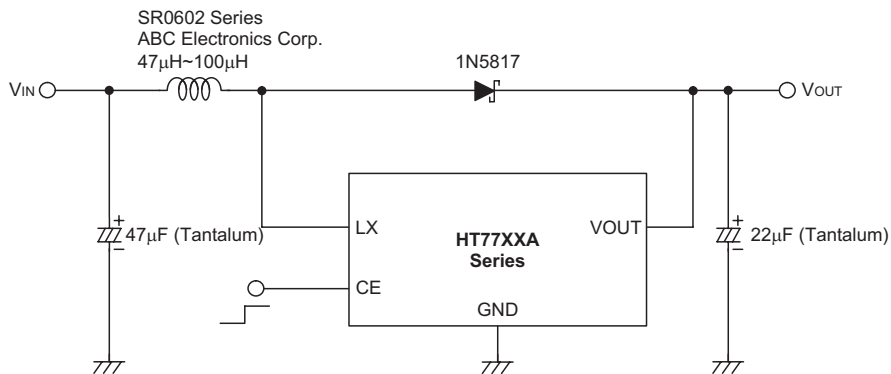 SR0602 Series
ABC Electronics Corp.
47μH~100μH
1N5817
VIN
VOUT
+
47μF (Tantalum)
−
LX
HT77XXA
Series
VOUT
+
22μF (Tantalum)
−
CE
GND